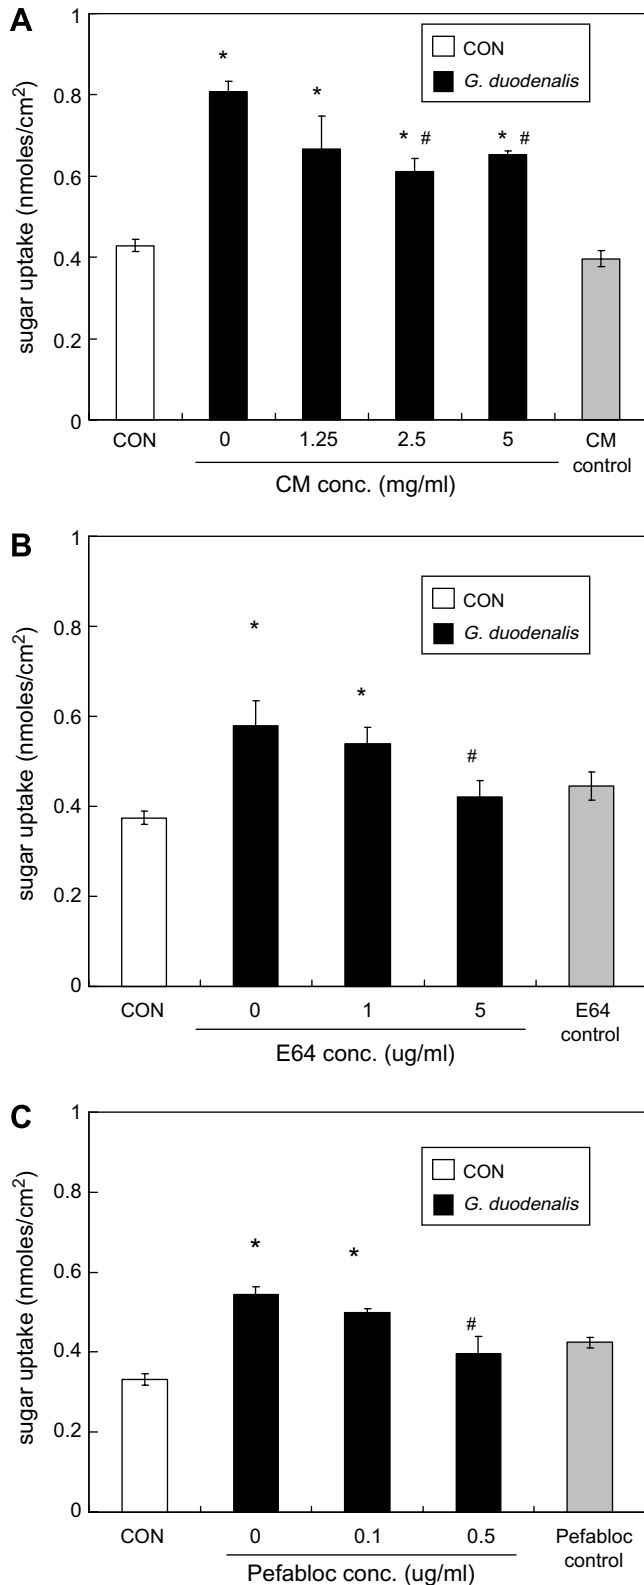 A
sugar uptake (nmoles/cm²)
1
0.8
0.6
0.4
0.2
0
CON
G. duodenalis
*
*
* #
* #
CON
0
1.25
2.5
5
CM
control
CM conc. (mg/ml)
B
sugar uptake (nmoles/cm²)
1
0.8
0.6
0.4
0.2
0
CON
G. duodenalis
*
*
#
CON
0
1
5
E64
control
E64 conc. (ug/ml)
C
sugar uptake (nmoles/cm²)
1
0.8
0.6
0.4
0.2
0
CON
G. duodenalis
*
*
#
CON
0
0.1
0.5
Pefabloc
control
Pefabloc conc. (ug/ml)